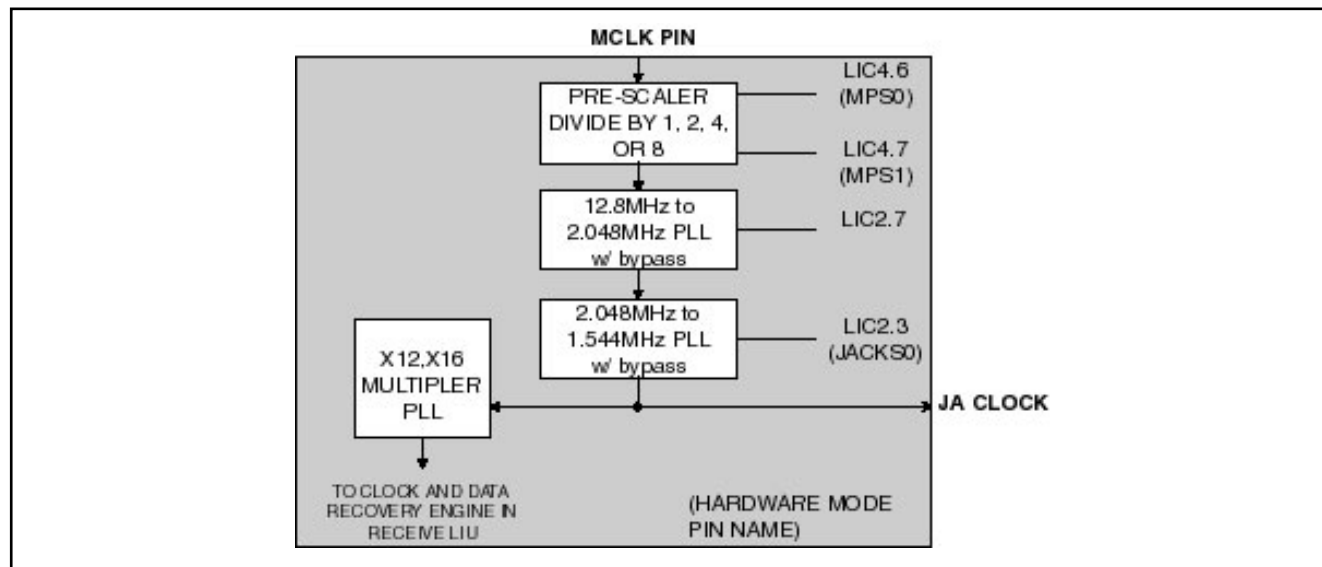 MCLK PIN
PRE-SCALER
DIVIDE BY 1, 2, 4,
OR 8
LIC4.6
(MPS0)
LIC4.7
(MPS1)
12.8MHz to
2.048MHz PLL
w/ bypass
LIC2.7
2.048MHz to
1.544MHz PLL
w/ bypass
LIC2.3
(JACKS0)
X12,X16
MULTIPLER
PLL
JA CLOCK
TO CLOCK AND DATA
RECOVERY ENGINE IN
RECEIVE LIU
(HARDWARE MODE
PIN NAME)